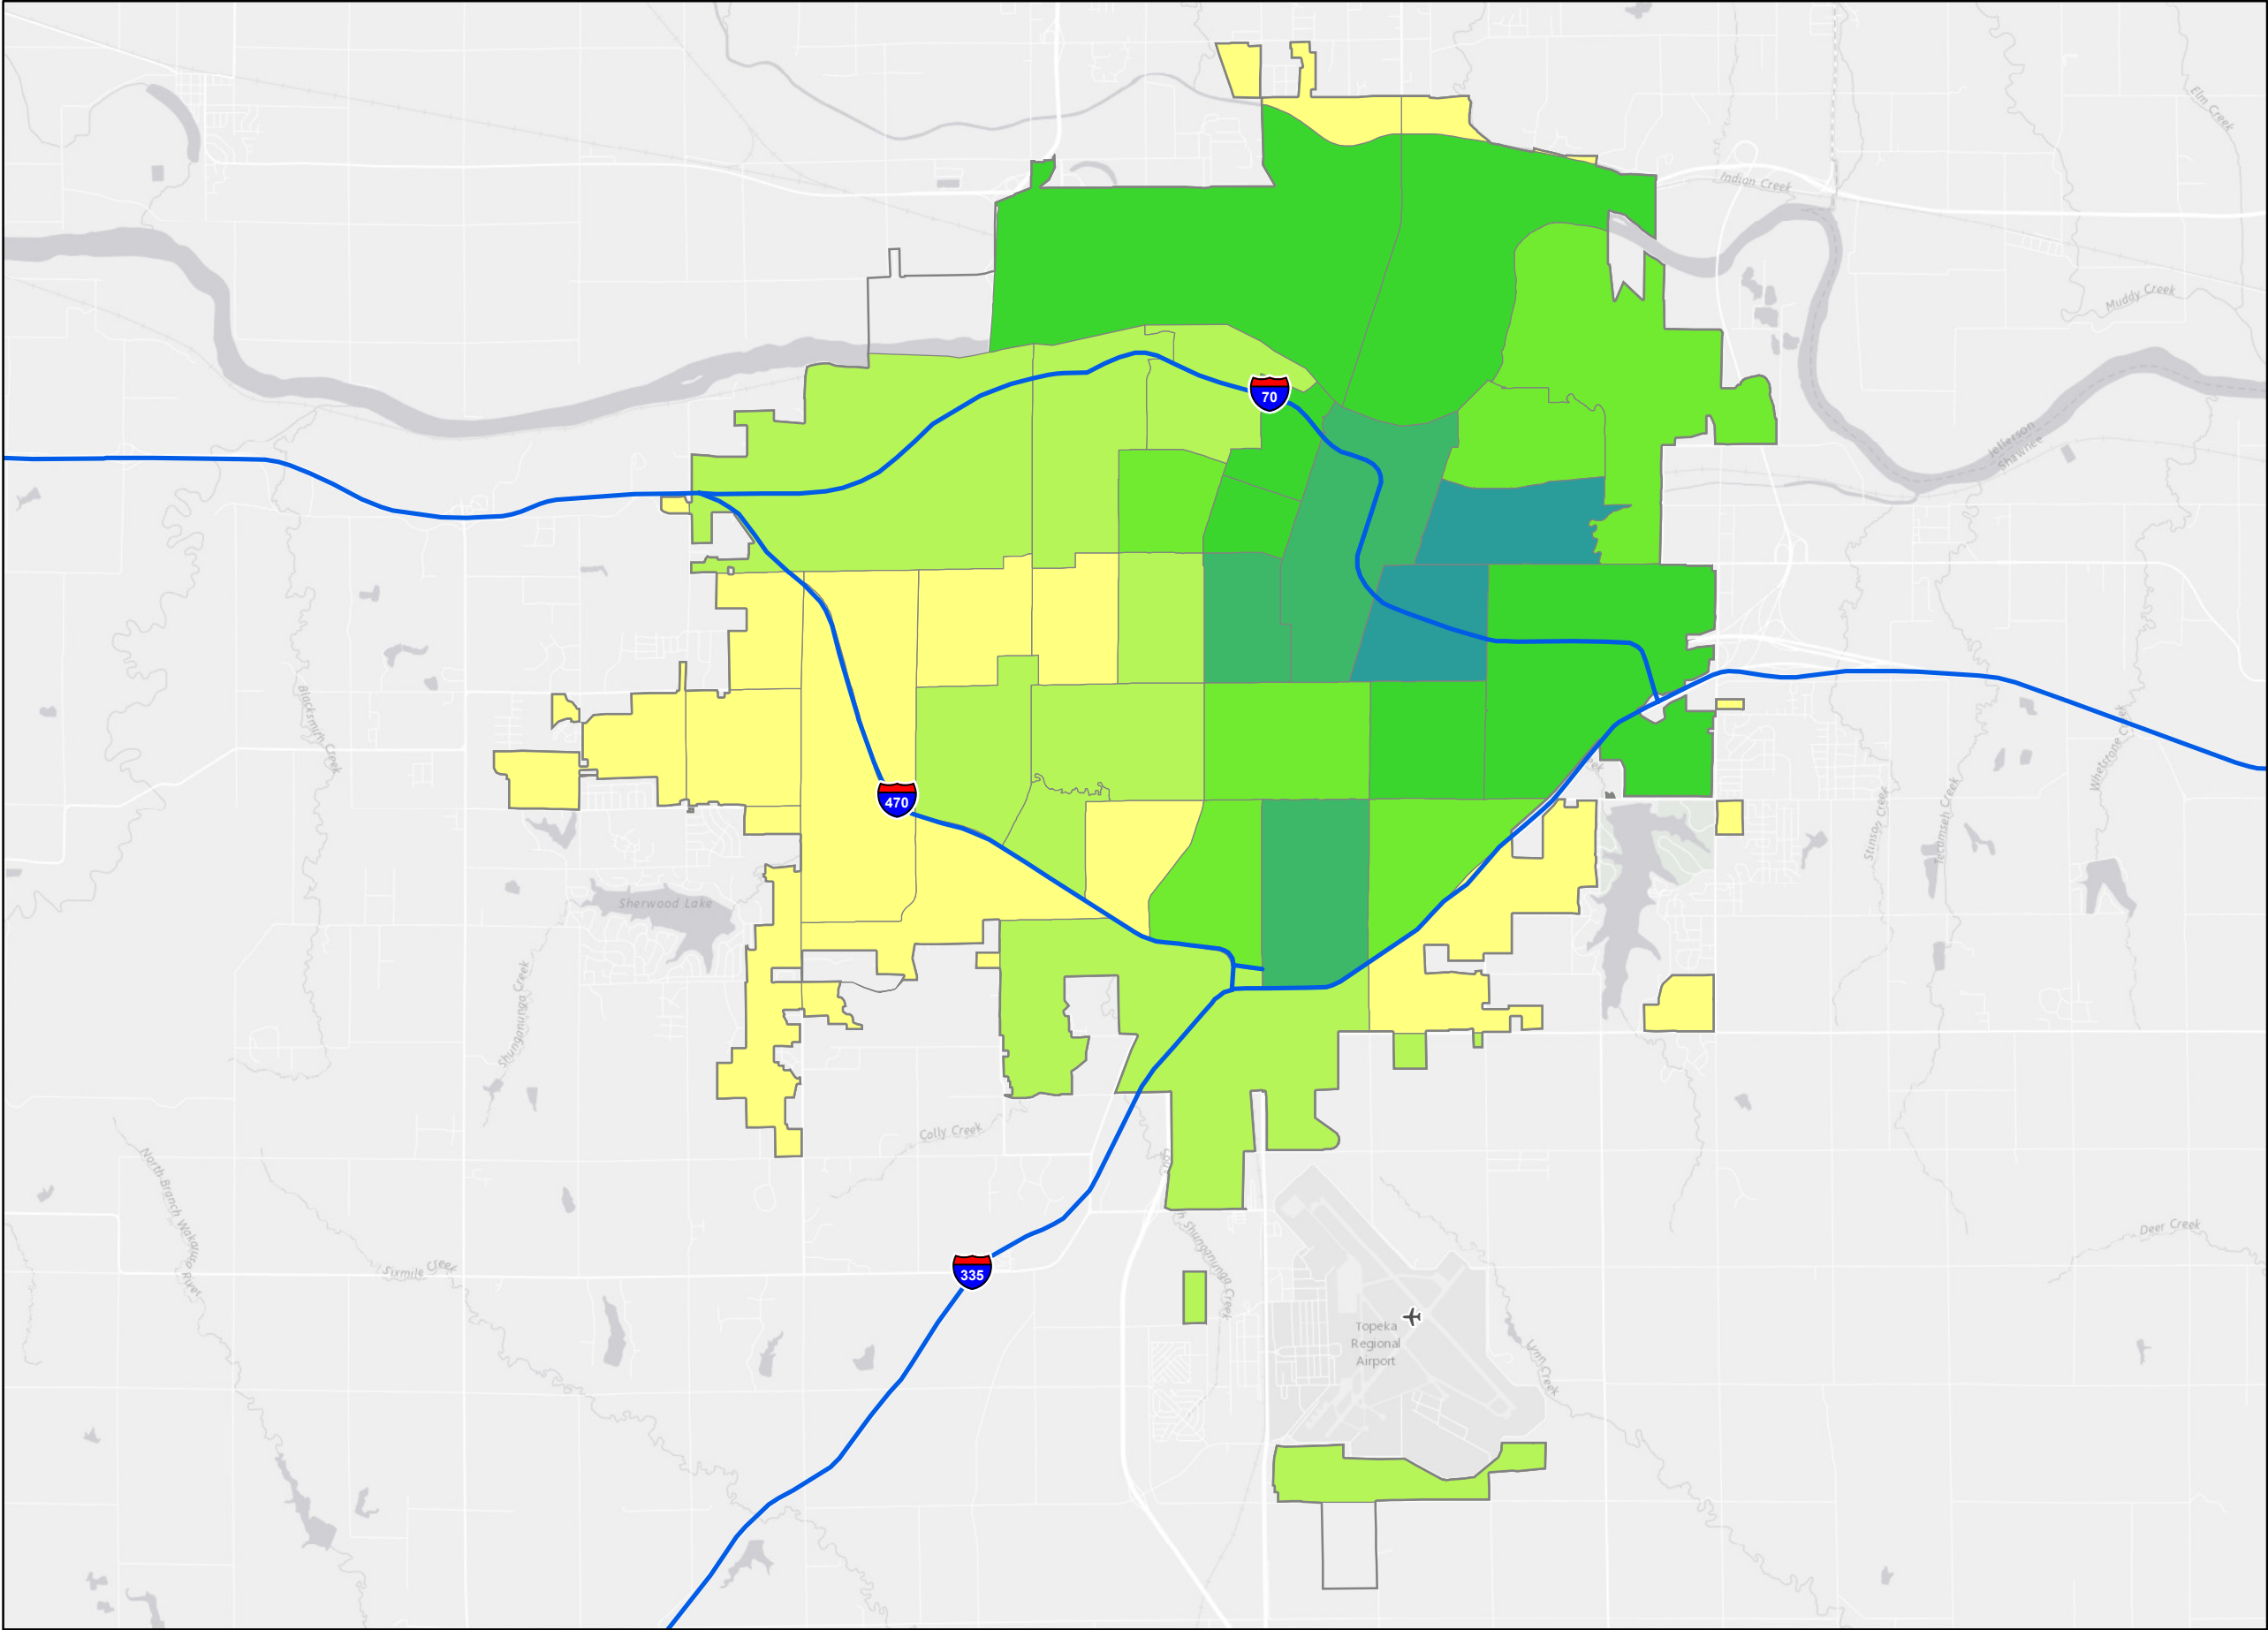 Elm Creek
Indian Creek
Muddy Creek
70
Jefferson
Shawnee
Blacksmith Creek
Whetstone Creek
470
Stinson Creek
Tecumseh Creek
Sherwood Lake
Shunganunga Creek
Colly Creek
North Branch Wakarusa River
Shunganunga Creek
Deer Creek
Sixmile Creek
335
Topeka
Regional
Airport
Lynn Creek